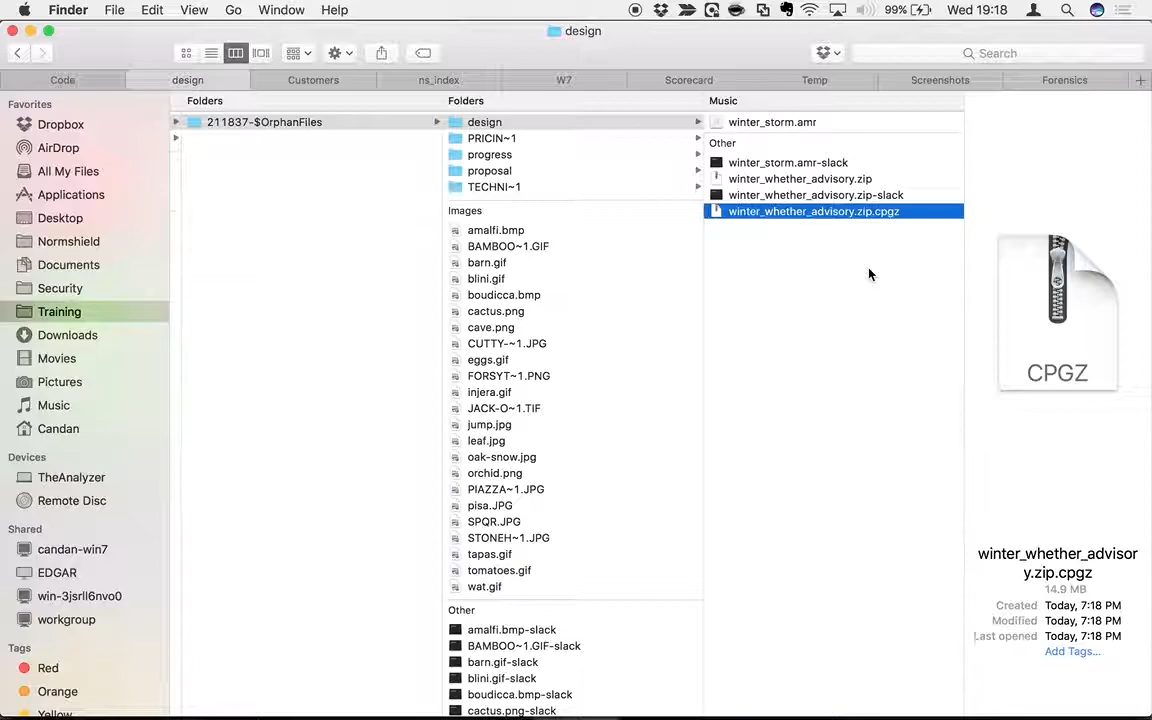 Finder File Edit View Go Window Help
99% Wed 19:18
design
Search
Code design Customers ns_index W7 Scorecard Temp Screenshots Forensics +
Favorites
Dropbox
AirDrop
All My Files
Applications
Desktop
Normshield
Documents
Security
Training
Downloads
Movies
Pictures
Music
Candan
Devices
TheAnalyzer
Remote Disc
Shared
candan-win7
EDGAR
win-3jsrll6nvo0
workgroup
Tags
Red
Orange
Yellow
Folders
211837-$OrphanFiles
Folders
design
PRICIN~1
progress
proposal
TECHNI~1
Images
amalfi.bmp
BAMBOO~1.GIF
barn.gif
blini.gif
boudicca.bmp
cactus.png
cave.png
CUTTY-~1.JPG
eggs.gif
FORSYT~1.PNG
injera.gif
JACK-O~1.TIF
jump.jpg
leaf.jpg
oak-snow.jpg
orchid.png
PIAZZA~1.JPG
pisa.JPG
SPQR.JPG
STONEH~1.JPG
tapas.gif
tomatoes.gif
wat.gif
Other
amalfi.bmp-slack
BAMBOO~1.GIF-slack
barn.gif-slack
blini.gif-slack
boudicca.bmp-slack
cactus.png-slack
Music
winter_storm.amr
Other
winter_storm.amr-slack
winter_whether_advisory.zip
winter_whether_advisory.zip-slack
winter_whether_advisory.zip.cpgz
CPGZ
winter_whether_advisor
y.zip.cpgz
14.9 MB
Created Today, 7:18 PM
Modified Today, 7:18 PM
Last opened Today, 7:18 PM
Add Tags...